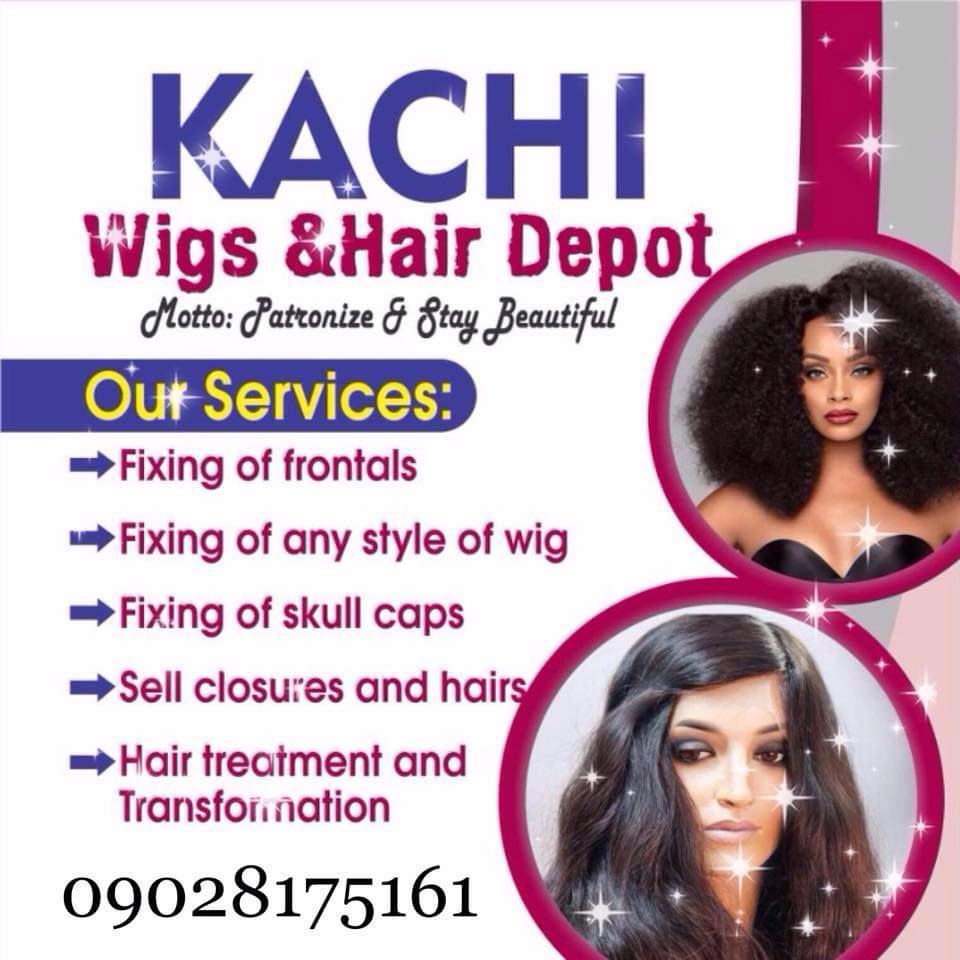 KACHI
Wigs &Hair Depot
Motto: Patronize & Stay Beautiful
Our Services:
Fixing of frontals
Fixing of any style of wig
Fixing of skull caps
Sell closures and hairs
Hair treatment and
Transformation
09028175161